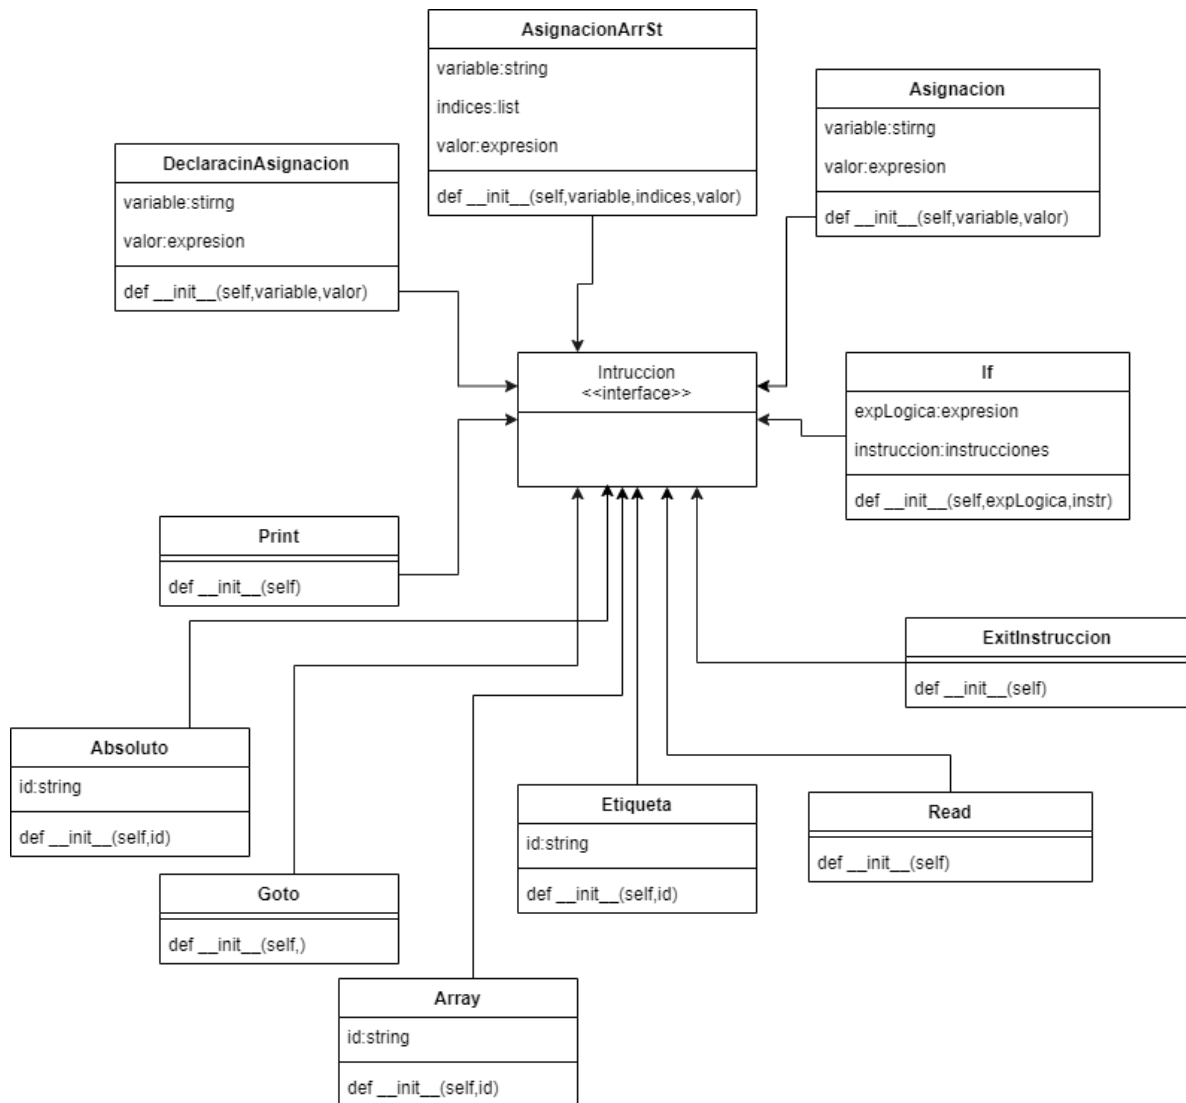 AsignacionArrSt
variable:string
indices:list
valor:expresion
def __init__(self,variable,indices,valor)
Asignacion
variable:stirng
valor:expresion
def __init__(self,variable,valor)
DeclaracinAsignacion
variable:stirng
valor:expresion
def __init__(self,variable,valor)
Intruccion
<<interface>>
If
expLogica:expresion
instruccion:instrucciones
def __init__(self,expLogica,instr)
Print
def __init__(self)
ExitInstruccion
def __init__(self)
Absoluto
id:string
def __init__(self,id)
Etiqueta
id:string
def __init__(self,id)
Read
def __init__(self)
Goto
def __init__(self,)
Array
id:string
def __init__(self,id)